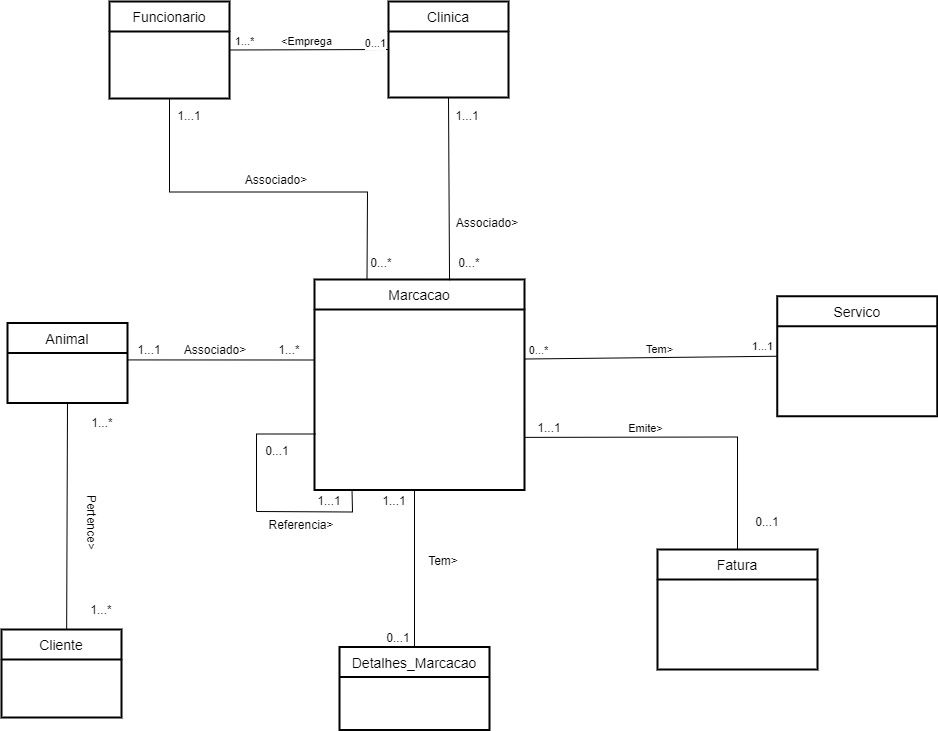 Funcionario
Clinica
1...*
<Emprega
0...1
1...1
1...1
Associado>
Associado>
0...*
0...*
Marcacao
Servico
Animal
1...1
Associado>
1...*
0...*
Tem>
1...1
1...*
1...1
Emite>
0...1
1...1
1...1
Referencia>
Pertence>
0...1
Tem>
Fatura
1...*
0...1
Cliente
Detalhes_Marcacao